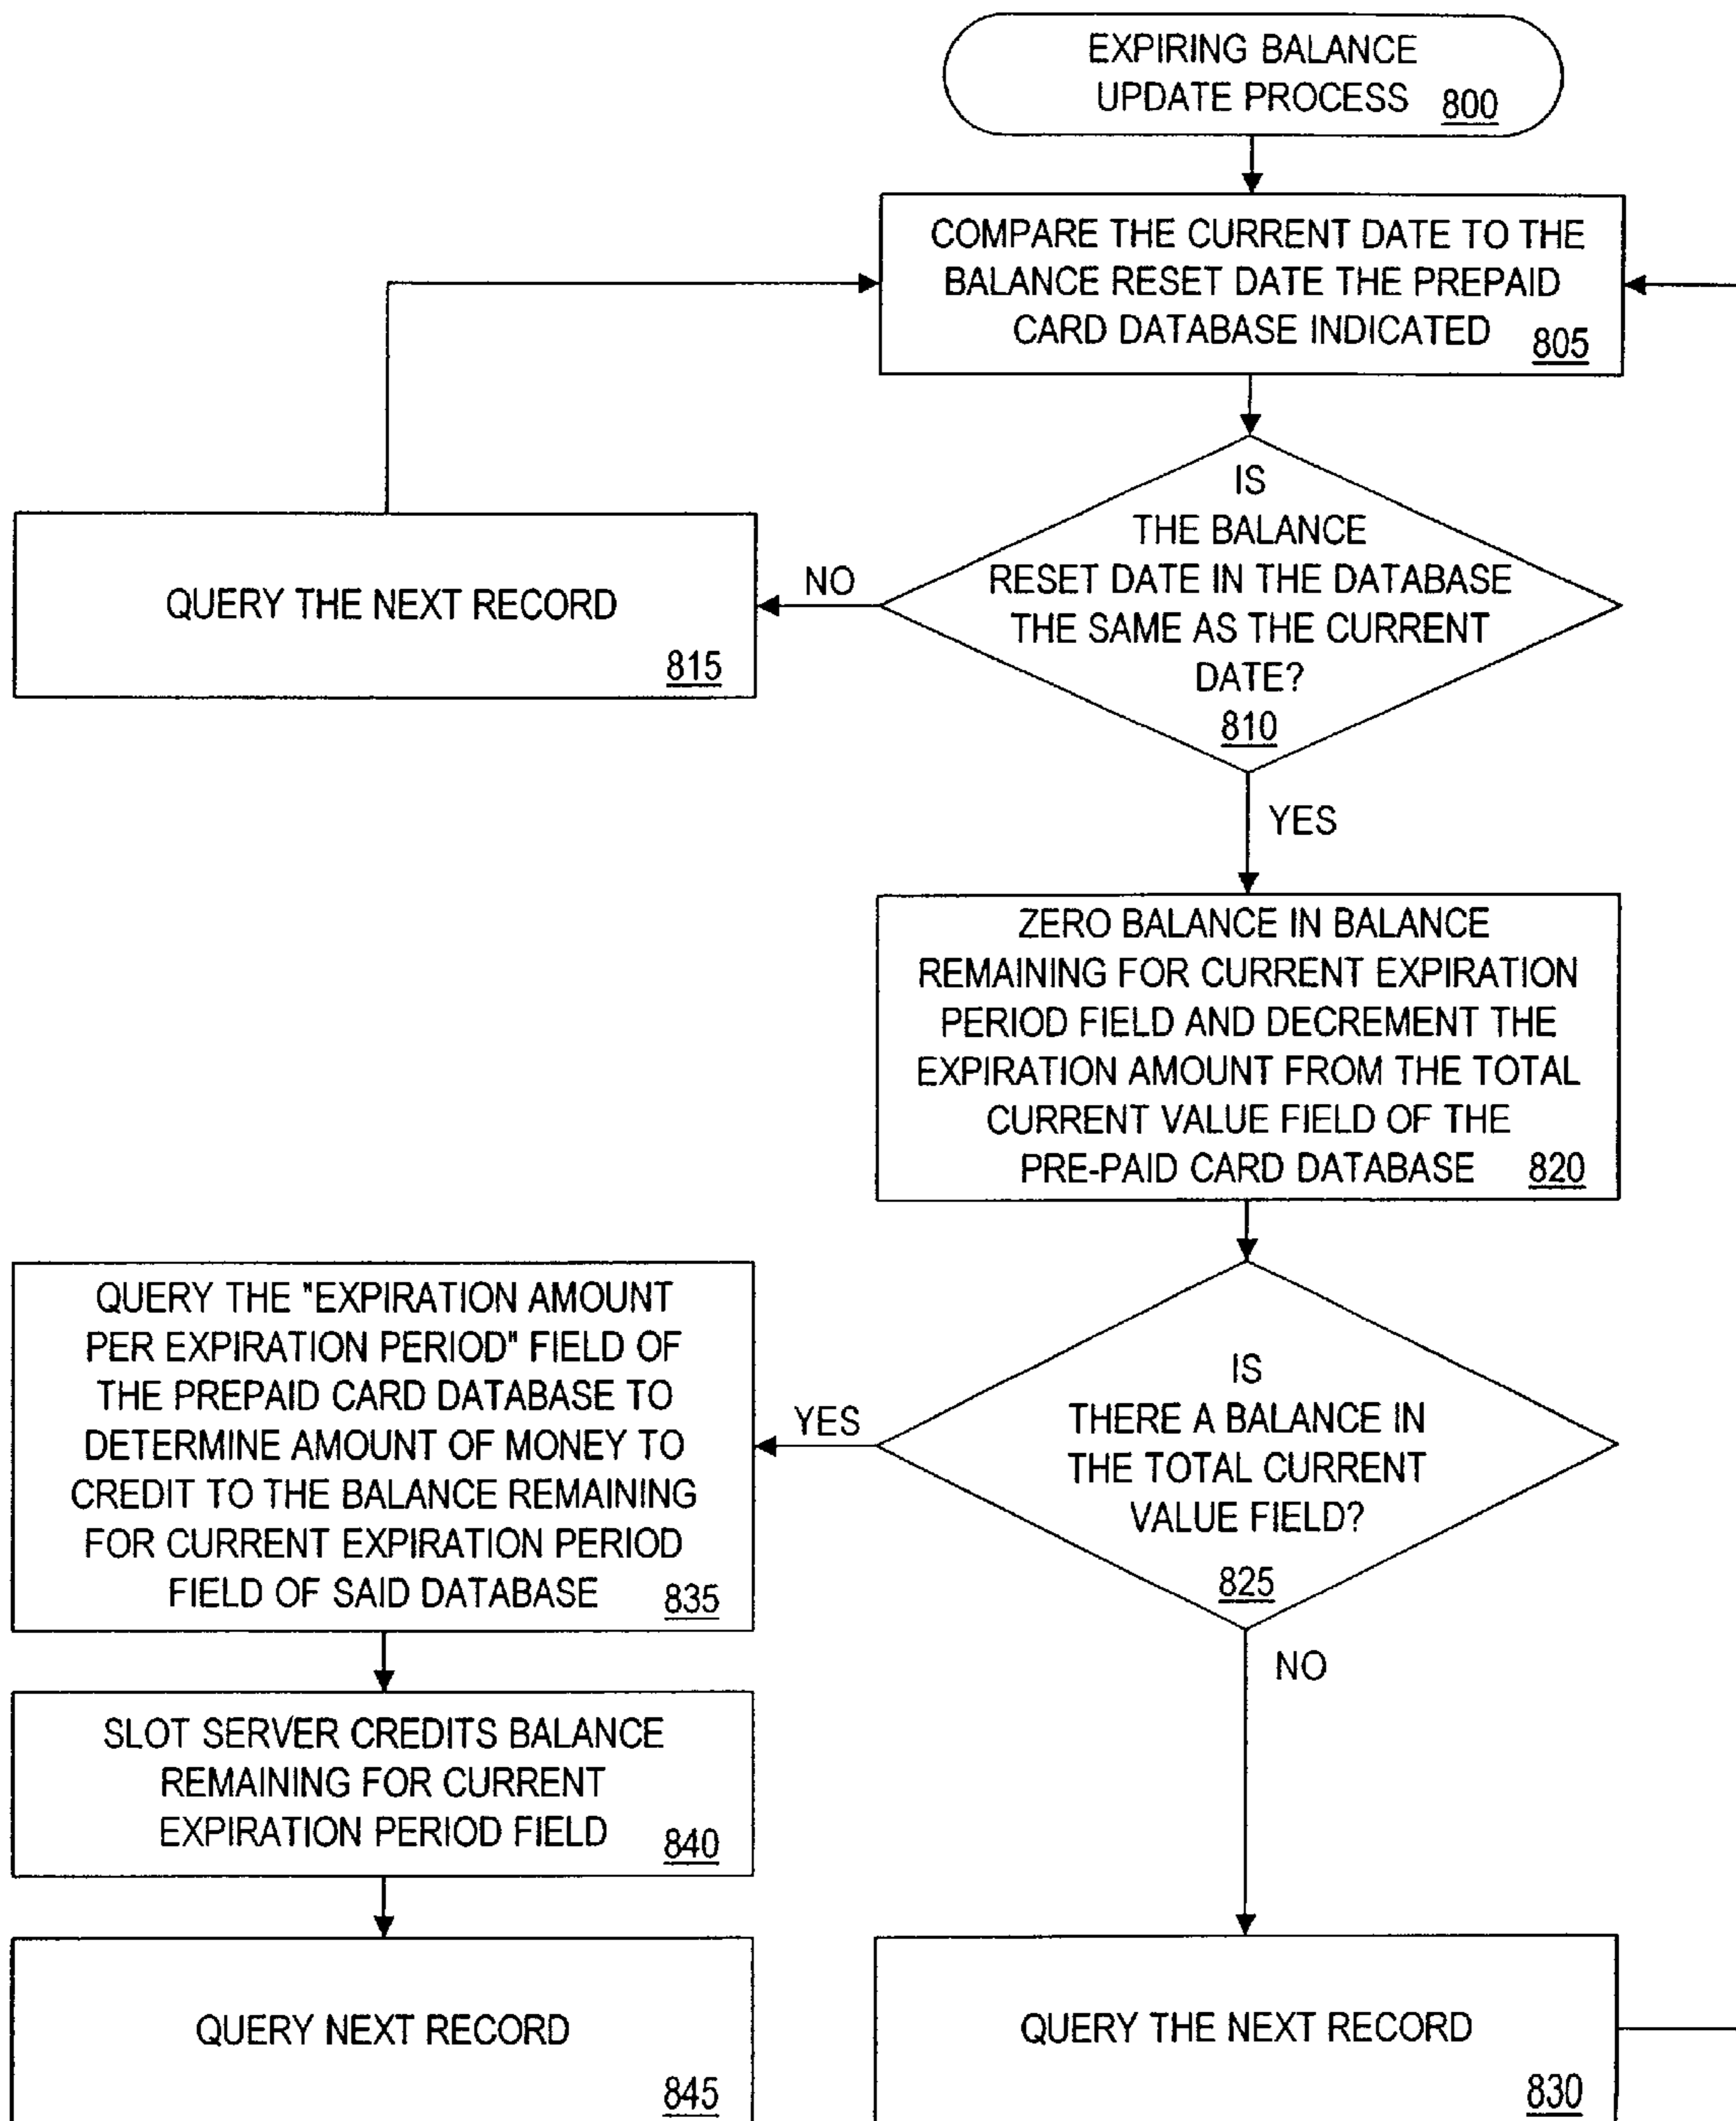 EXPIRING BALANCE
UPDATE PROCESS 800
COMPARE THE CURRENT DATE TO THE
BALANCE RESET DATE THE PREPAID
CARD DATABASE INDICATED 805
IS
THE BALANCE
RESET DATE IN THE DATABASE
THE SAME AS THE CURRENT
DATE?
810
NO
QUERY THE NEXT RECORD
815
YES
ZERO BALANCE IN BALANCE
REMAINING FOR CURRENT EXPIRATION
PERIOD FIELD AND DECREMENT THE
EXPIRATION AMOUNT FROM THE TOTAL
CURRENT VALUE FIELD OF THE
PRE-PAID CARD DATABASE 820
IS
THERE A BALANCE IN
THE TOTAL CURRENT
VALUE FIELD?
825
YES
QUERY THE "EXPIRATION AMOUNT
PER EXPIRATION PERIOD" FIELD OF
THE PREPAID CARD DATABASE TO
DETERMINE AMOUNT OF MONEY TO
CREDIT TO THE BALANCE REMAINING
FOR CURRENT EXPIRATION PERIOD
FIELD OF SAID DATABASE 835
SLOT SERVER CREDITS BALANCE
REMAINING FOR CURRENT
EXPIRATION PERIOD FIELD 840
QUERY NEXT RECORD
845
NO
QUERY THE NEXT RECORD
830